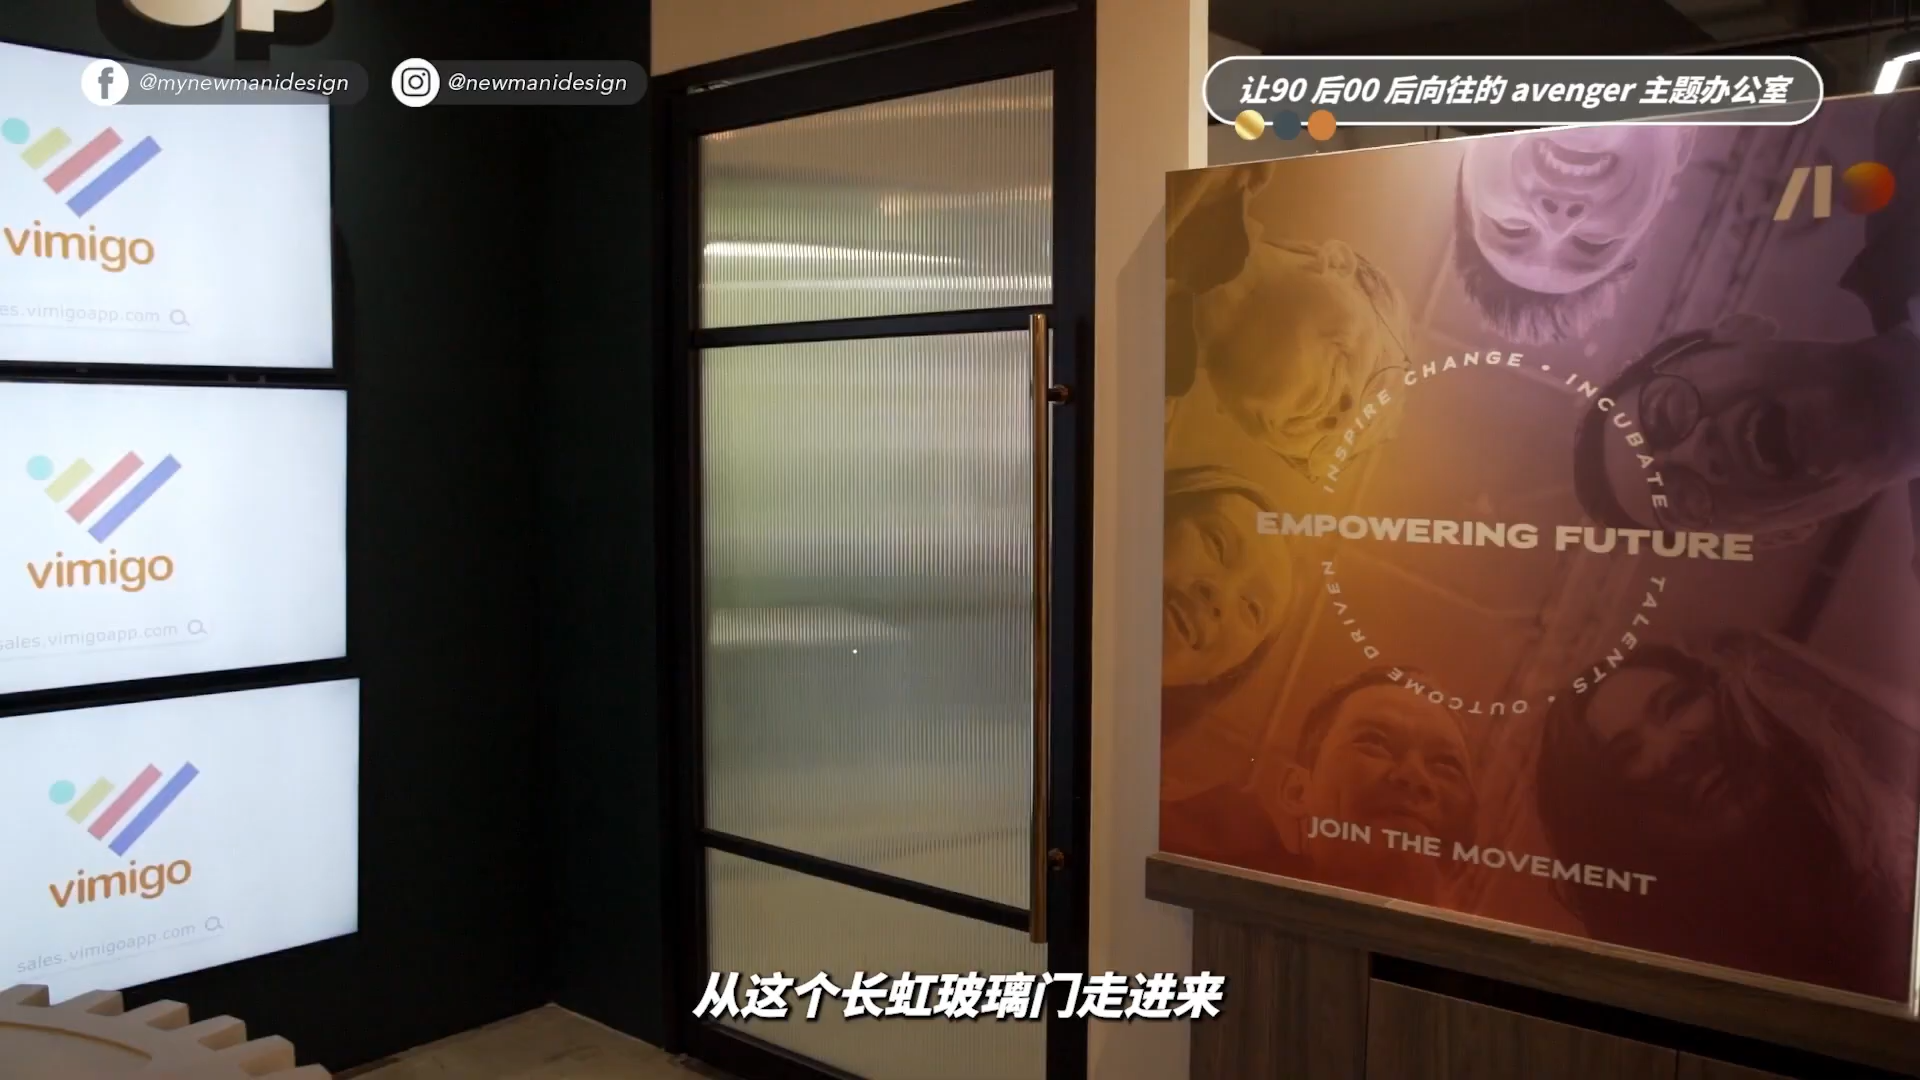 UP
@mynewmanidesign
@newmanidesign
让90后00后向往的 avenger 主题办公室
vimigo
es.vimigoapp.com
vimigo
sales.vimigoapp.com
vimigo
sales.vimigoapp.com
INSPIRE CHANGE • INCUBATE TALENTS • OUTCOME DRIVEN
EMPOWERING FUTURE
JOIN THE MOVEMENT
从这个长虹玻璃门走进来